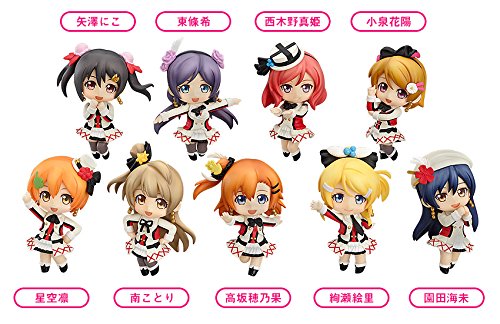 矢澤にこ
東條希
西木野真姫
小泉花陽
星空凛
南ことり
高坂穂乃果
絢瀬絵里
園田海未